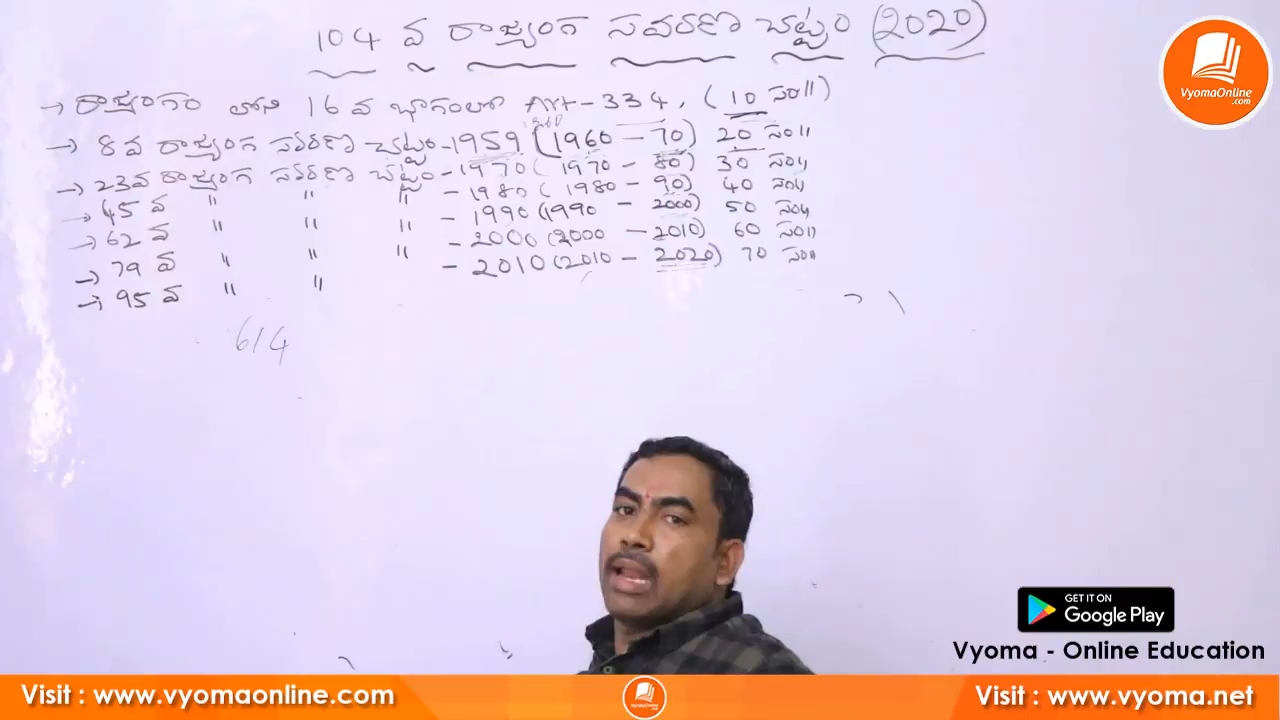 104 వ రాజ్యంగ సవరణ చట్టం (2020)
→ రాజ్యంగం లోని 16 వ భాగంలో Art-334. (10 సం॥)
→ 8వ రాజ్యంగ సవరణ చట్టం-1959 (1960 – 70) 20 సం॥
→ 23వ రాజ్యంగ సవరణ చట్టం-1970 (1970 - 80) 30 సం॥
→ 45 వ " " " - 1980 (1980 - 90) 40 సం॥
→ 62 వ " " " - 1990 (1990 - 2000) 50 సం॥
→ 79 వ " " " - 2000 (2000 - 2010) 60 సం॥
→ 95 వ " " - 2010 (2010 - 2020) 70 సం॥
614
VyomaOnline
.com
GET IT ON
Google Play
Vyoma - Online Education
Visit : www.vyomaonline.com
VyomaOnline
Visit : www.vyoma.net